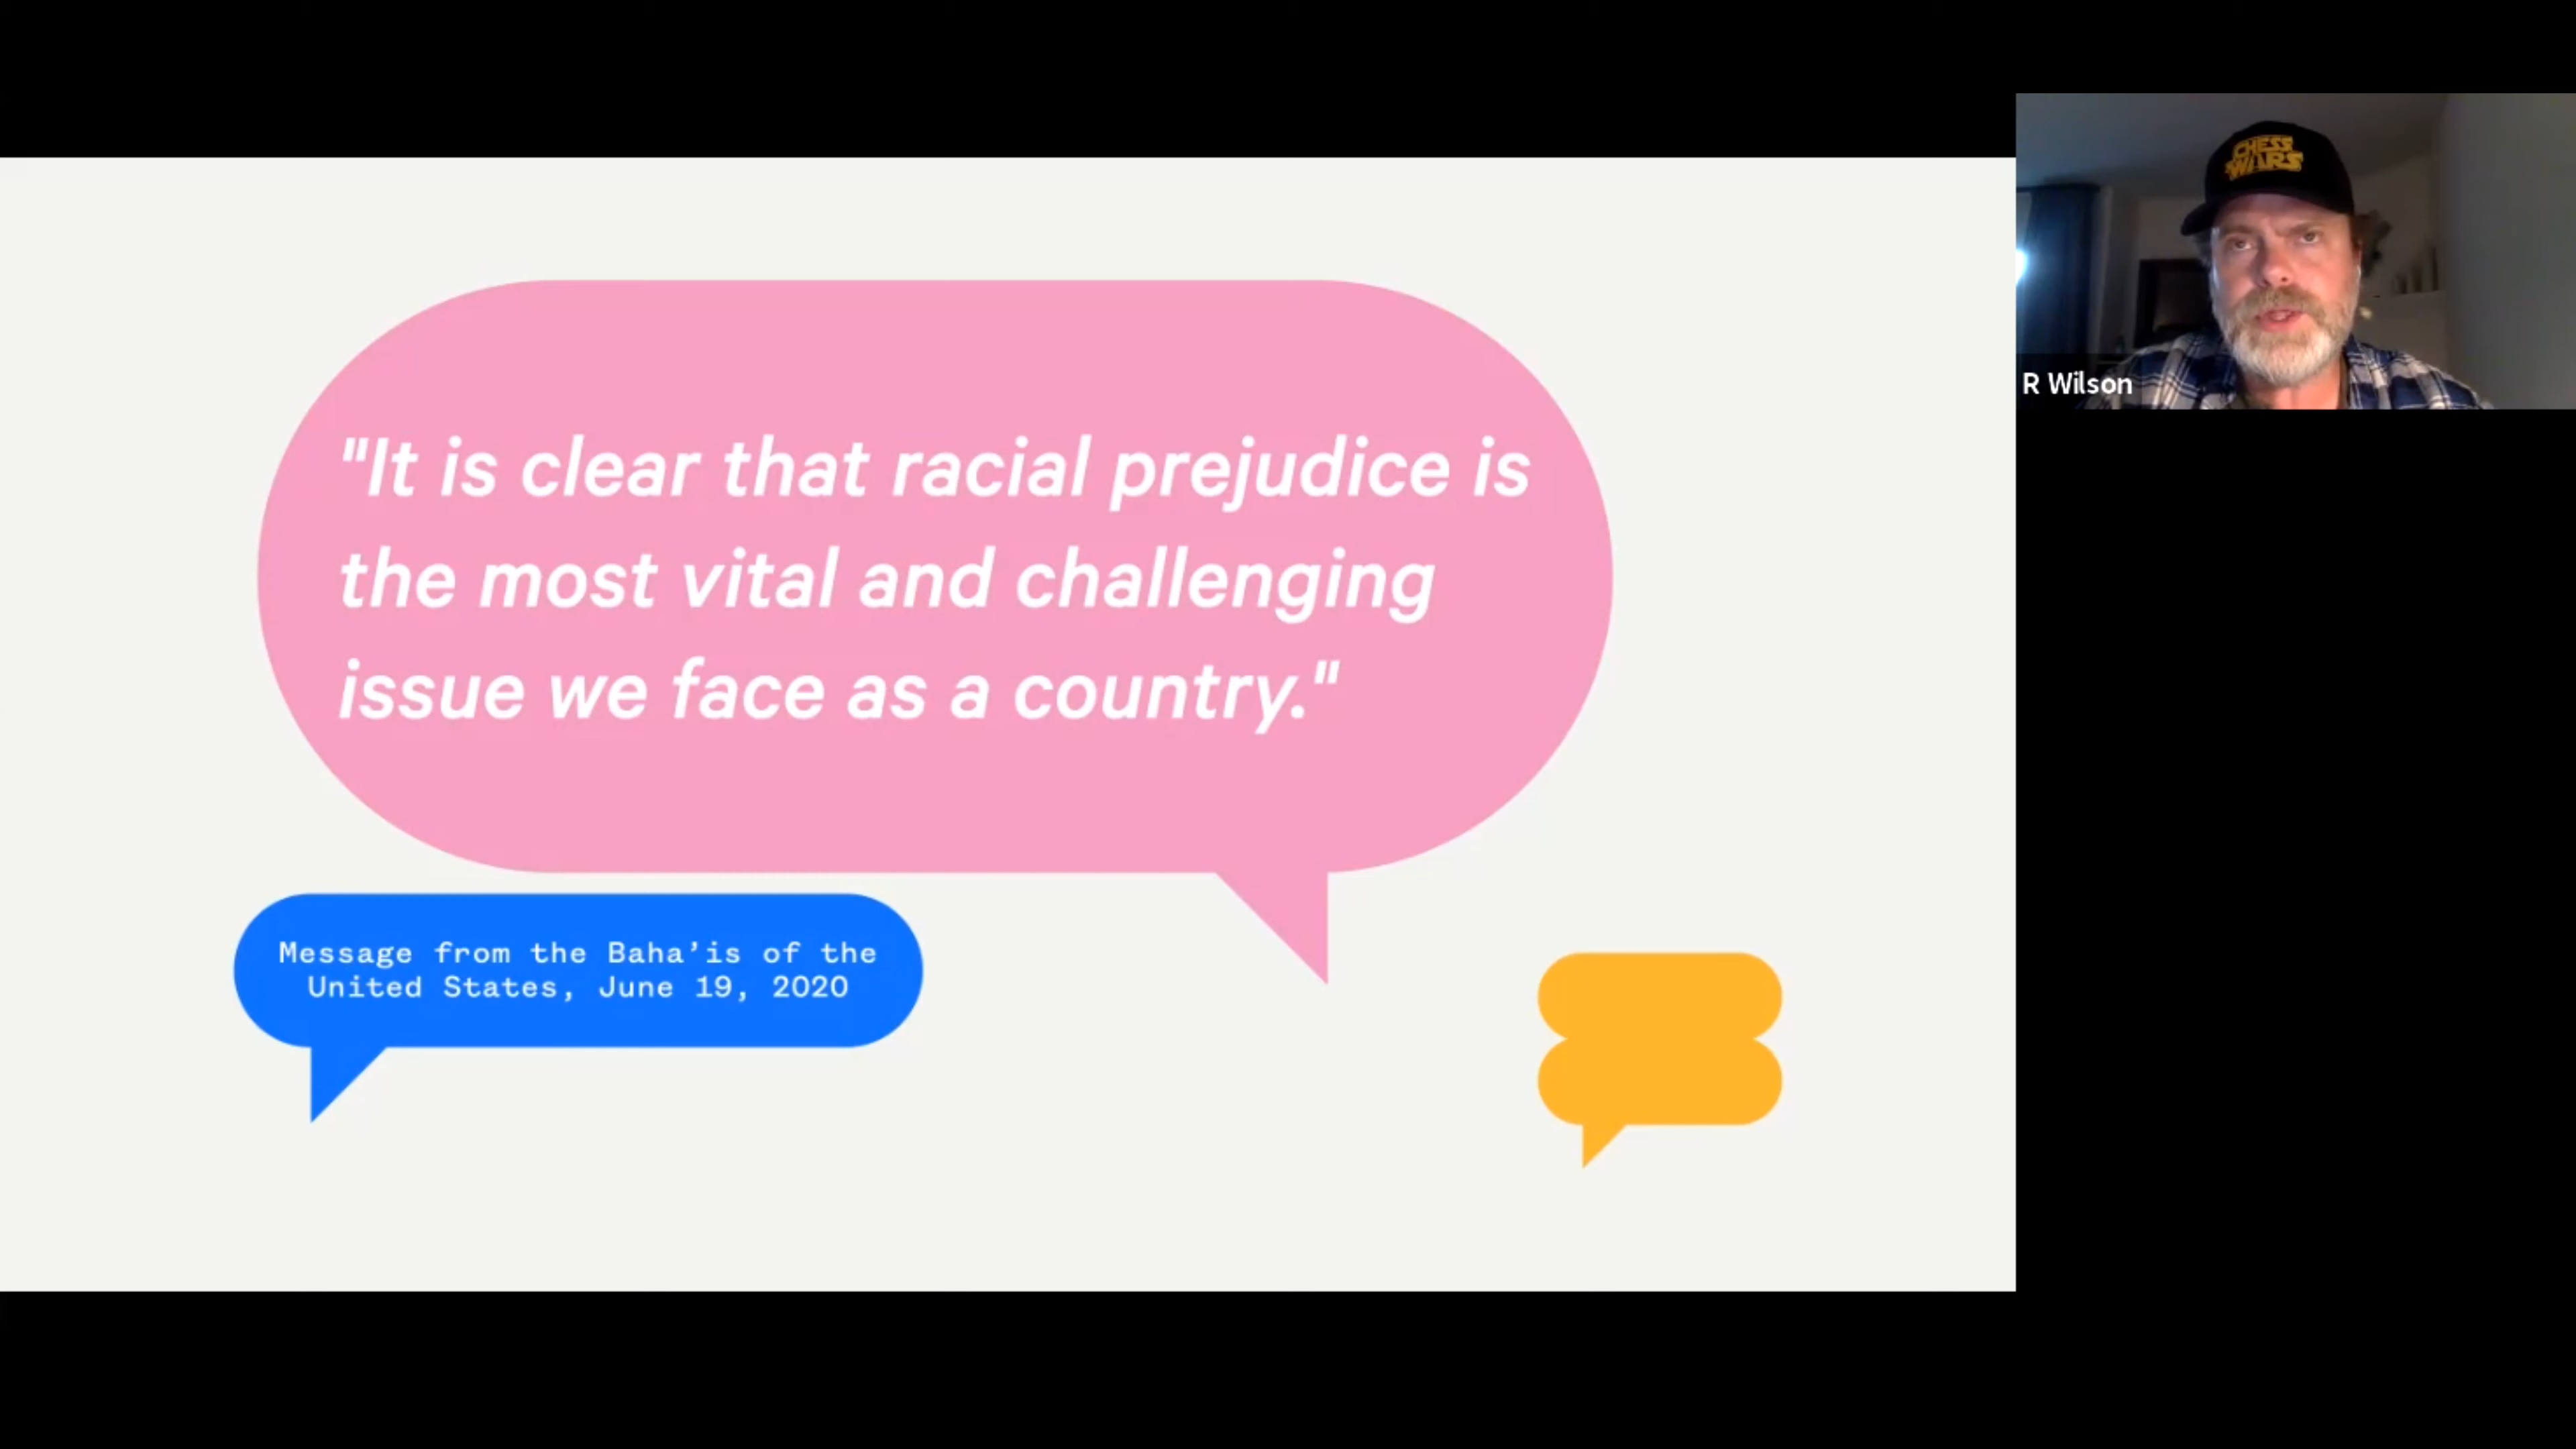 "It is clear that racial prejudice is
the most vital and challenging
issue we face as a country."
Message from the Baha’is of the
United States, June 19, 2020
CHESS
WARS
R Wilson